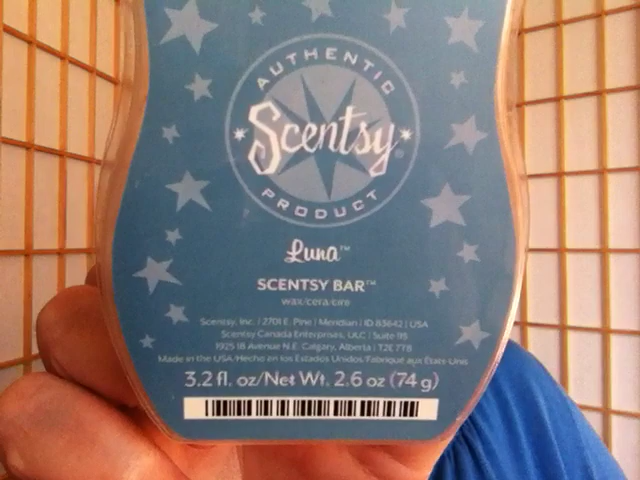 AUTHENTIC
Scentsy®
PRODUCT
Luna™
SCENTSY BAR™
wax/cera/cire
Scentsy, Inc. | 2701 E. Pine | Meridian | ID 83642 | USA
Scentsy Canada Enterprises, ULC | Suite 115
1925 18 Avenue N.E. Calgary, Alberta | T2E 7T8
Made in the USA/Hecho en los Estados Unidos/Fabriqué aux États-Unis
3.2 fl. oz/Net Wt. 2.6 oz (74 g)